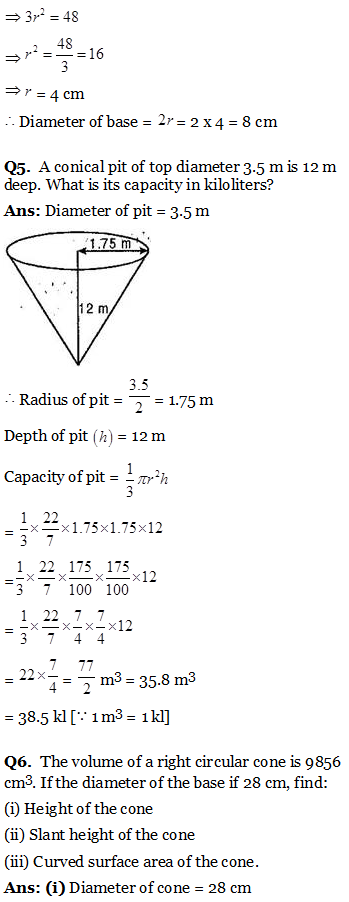 ⇒ 3r² = 48
⇒ r² = 48/3 = 16
⇒ r = 4 cm
∴ Diameter of base = 2r = 2 x 4 = 8 cm
Q5. A conical pit of top diameter 3.5 m is 12 m
deep. What is its capacity in kiloliters?
Ans: Diameter of pit = 3.5 m
1.75 m
12 m
∴ Radius of pit = 3.5/2 = 1.75 m
Depth of pit (h) = 12 m
Capacity of pit = 1/3 πr²h
= 1/3 × 22/7 × 1.75 × 1.75 × 12
= 1/3 × 22/7 × 175/100 × 175/100 × 12
= 1/3 × 22/7 × 7/4 × 7/4 × 12
= 22 × 7/4 = 77/2 m³ = 35.8 m³
= 38.5 kl [∵ 1 m³ = 1 kl]
Q6. The volume of a right circular cone is 9856
cm³. If the diameter of the base if 28 cm, find:
(i) Height of the cone
(ii) Slant height of the cone
(iii) Curved surface area of the cone.
Ans: (i) Diameter of cone = 28 cm